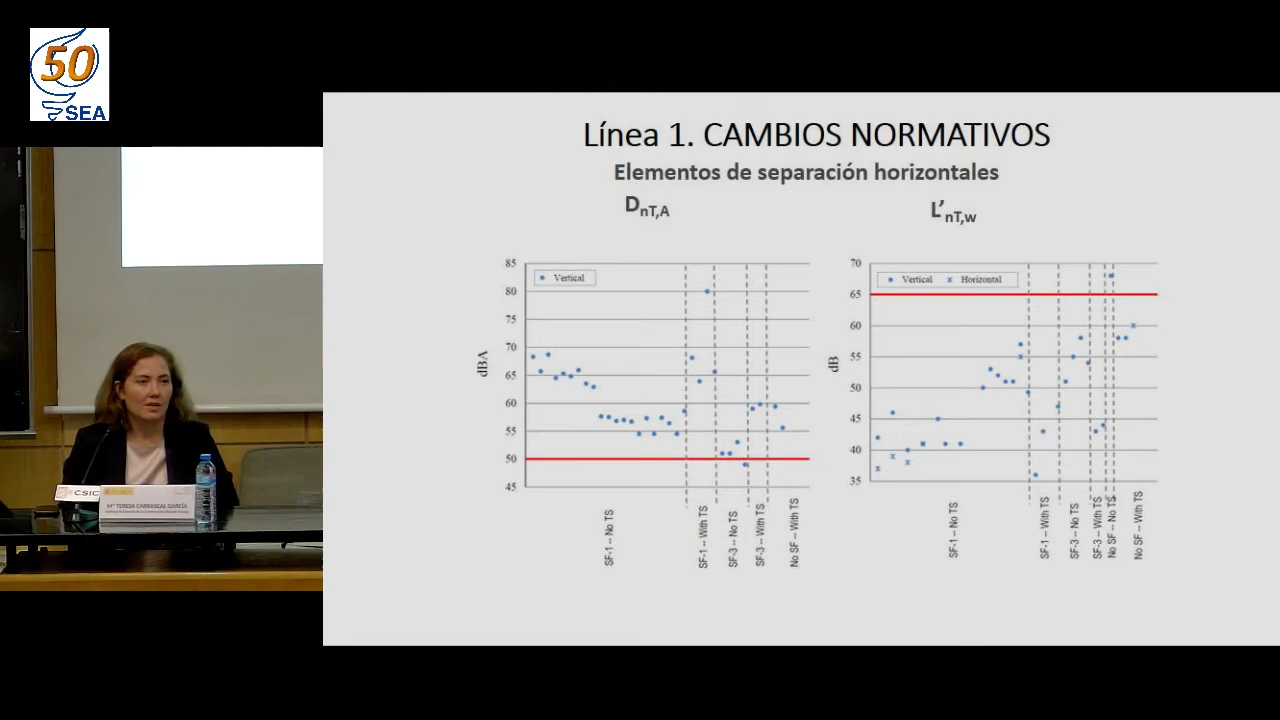 50
SEA
Línea 1. CAMBIOS NORMATIVOS
Elementos de separación horizontales
DnT,A
L’nT,w
85
80
75
70
65
60
55
50
45
dBA
Vertical
SF-1 -- No TS
SF-1 -- With TS
SF-3 -- No TS
SF-3 -- With TS
No SF -- With TS
70
65
60
55
50
45
40
35
dB
Vertical
Horizontal
SF-1 -- No TS
SF-1 -- With TS
SF-3 -- No TS
SF-3 -- With TS
No SF -- No TS
No SF -- With TS
CSIC
Mª TERESA CARRASCAL GARCÍA